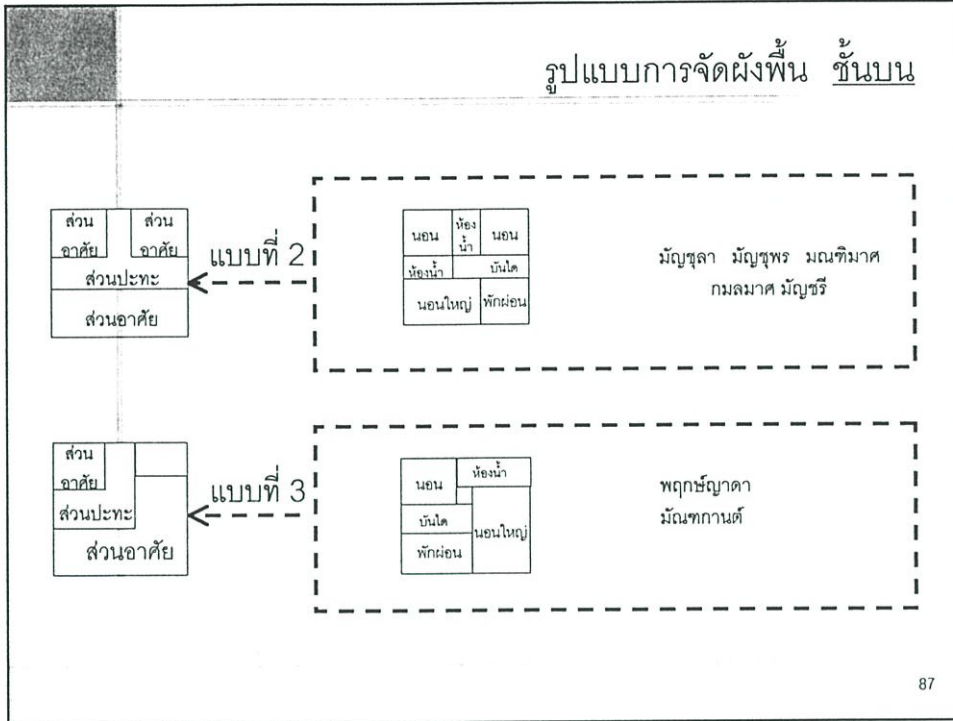 รูปแบบการจัดผังพื้น ชั้นบน
ส่วน ส่วน
อาศัย อาศัย
ส่วนปะทะ
ส่วนอาศัย
แบบที่ 2
นอน ห้อง น้ำ นอน
ห้องน้ำ บันได
นอนใหญ่ พักผ่อน
มัญชุลา มัญชุพร มณฑิมาศ
กมลมาศ มัญชรี
ส่วน
อาศัย
ส่วนปะทะ
ส่วนอาศัย
แบบที่ 3
นอน ห้องน้ำ
บันได
นอนใหญ่
พักผ่อน
พฤกษ์ญาดา
มัณฑกานต์
87